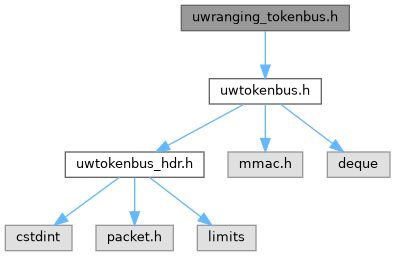 uwranging_tokenbus.h
uwtokenbus.h
uwtokenbus_hdr.h
mmac.h
deque
cstdint
packet.h
limits